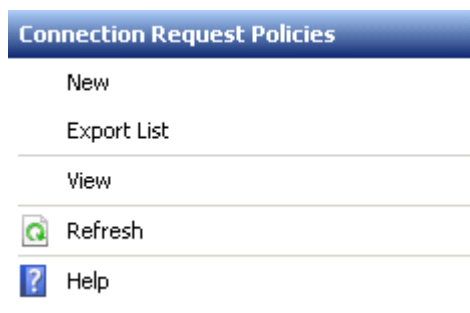 Connection Request Policies
New
Export List
View
Refresh
Help